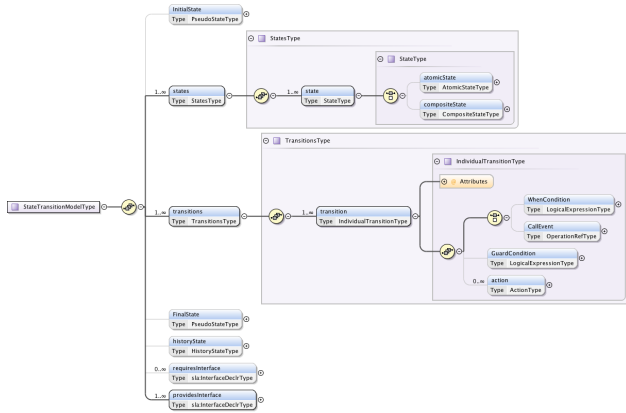 InitialState
Type PseudoStateType
StatesType
StateType
atomicState
Type AtomicStateType
1..∞ states
Type StatesType
1..∞ state
Type StateType
compositeState
Type CompositeStateType
TransitionsType
IndividualTransitionType
Attributes
StateTransitionModelType
1..∞ transitions
Type TransitionsType
1..∞ transition
Type IndividualTransitionType
WhenCondition
Type LogicalExpressionType
CallEvent
Type OperationRefType
GuardCondition
Type LogicalExpressionType
0..∞ action
Type ActionType
FinalState
Type PseudoStateType
historyState
Type HistoryStateType
0..∞ requiresInterface
Type sla:InterfaceDeclrType
1..∞ providesInterface
Type sla:InterfaceDeclrType